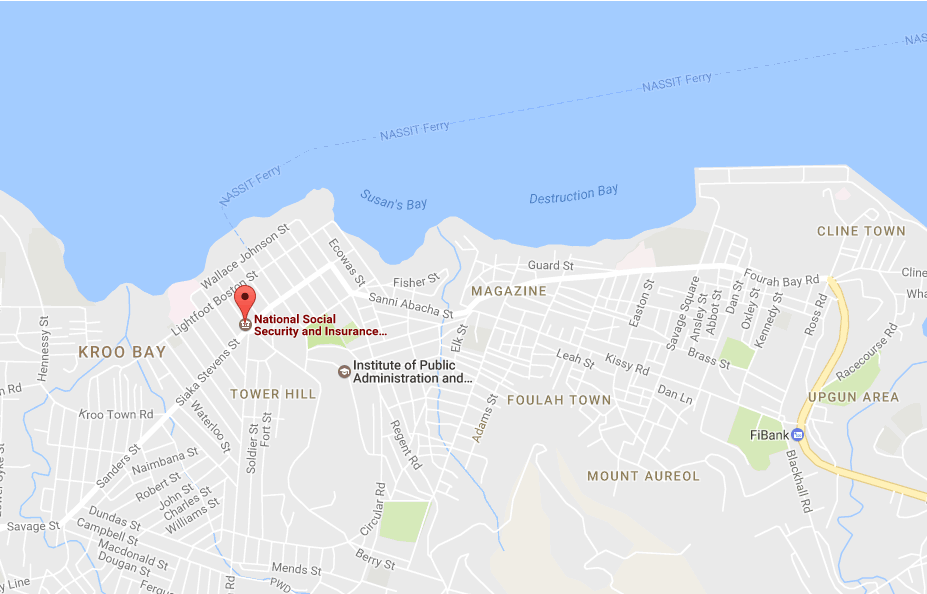 NAS
NASSIT Ferry
NASSIT Ferry
NASSIT Ferry
Susan's Bay
Destruction Bay
CLINE TOWN
Wallace Johnson St
Ecowas St
Lightfoot Boston St
Fisher St
Guard St
Fourah Bay Rd
Cline
Wha
MAGAZINE
Sanni Abacha St
Easton St
Savage Square
Ansley St
Abbot St
Dan St
Oxley St
Kennedy St
Ross Rd
Racecourse Rd
National Social
Security and Insurance...
Hennessy St
KROO BAY
Siaka Stevens St
Elk St
Institute of Public
Administration and...
Leah St
Kissy Rd
Brass St
Dan Ln
TOWER HILL
FOULAH TOWN
UPGUN AREA
n Rd
Kroo Town Rd
Waterloo St
Soldier St
Fort St
Adams St
Regent Rd
FiBank
Sanders St
Naimbana St
Robert St
John St
Charles St
Williams St
MOUNT AUREOL
Blackhall Rd
Circular Rd
Savage St
Dundas St
Campbell St
Macdonald St
Dougan St
Mends St
Berry St
PWD
Rd
y Line